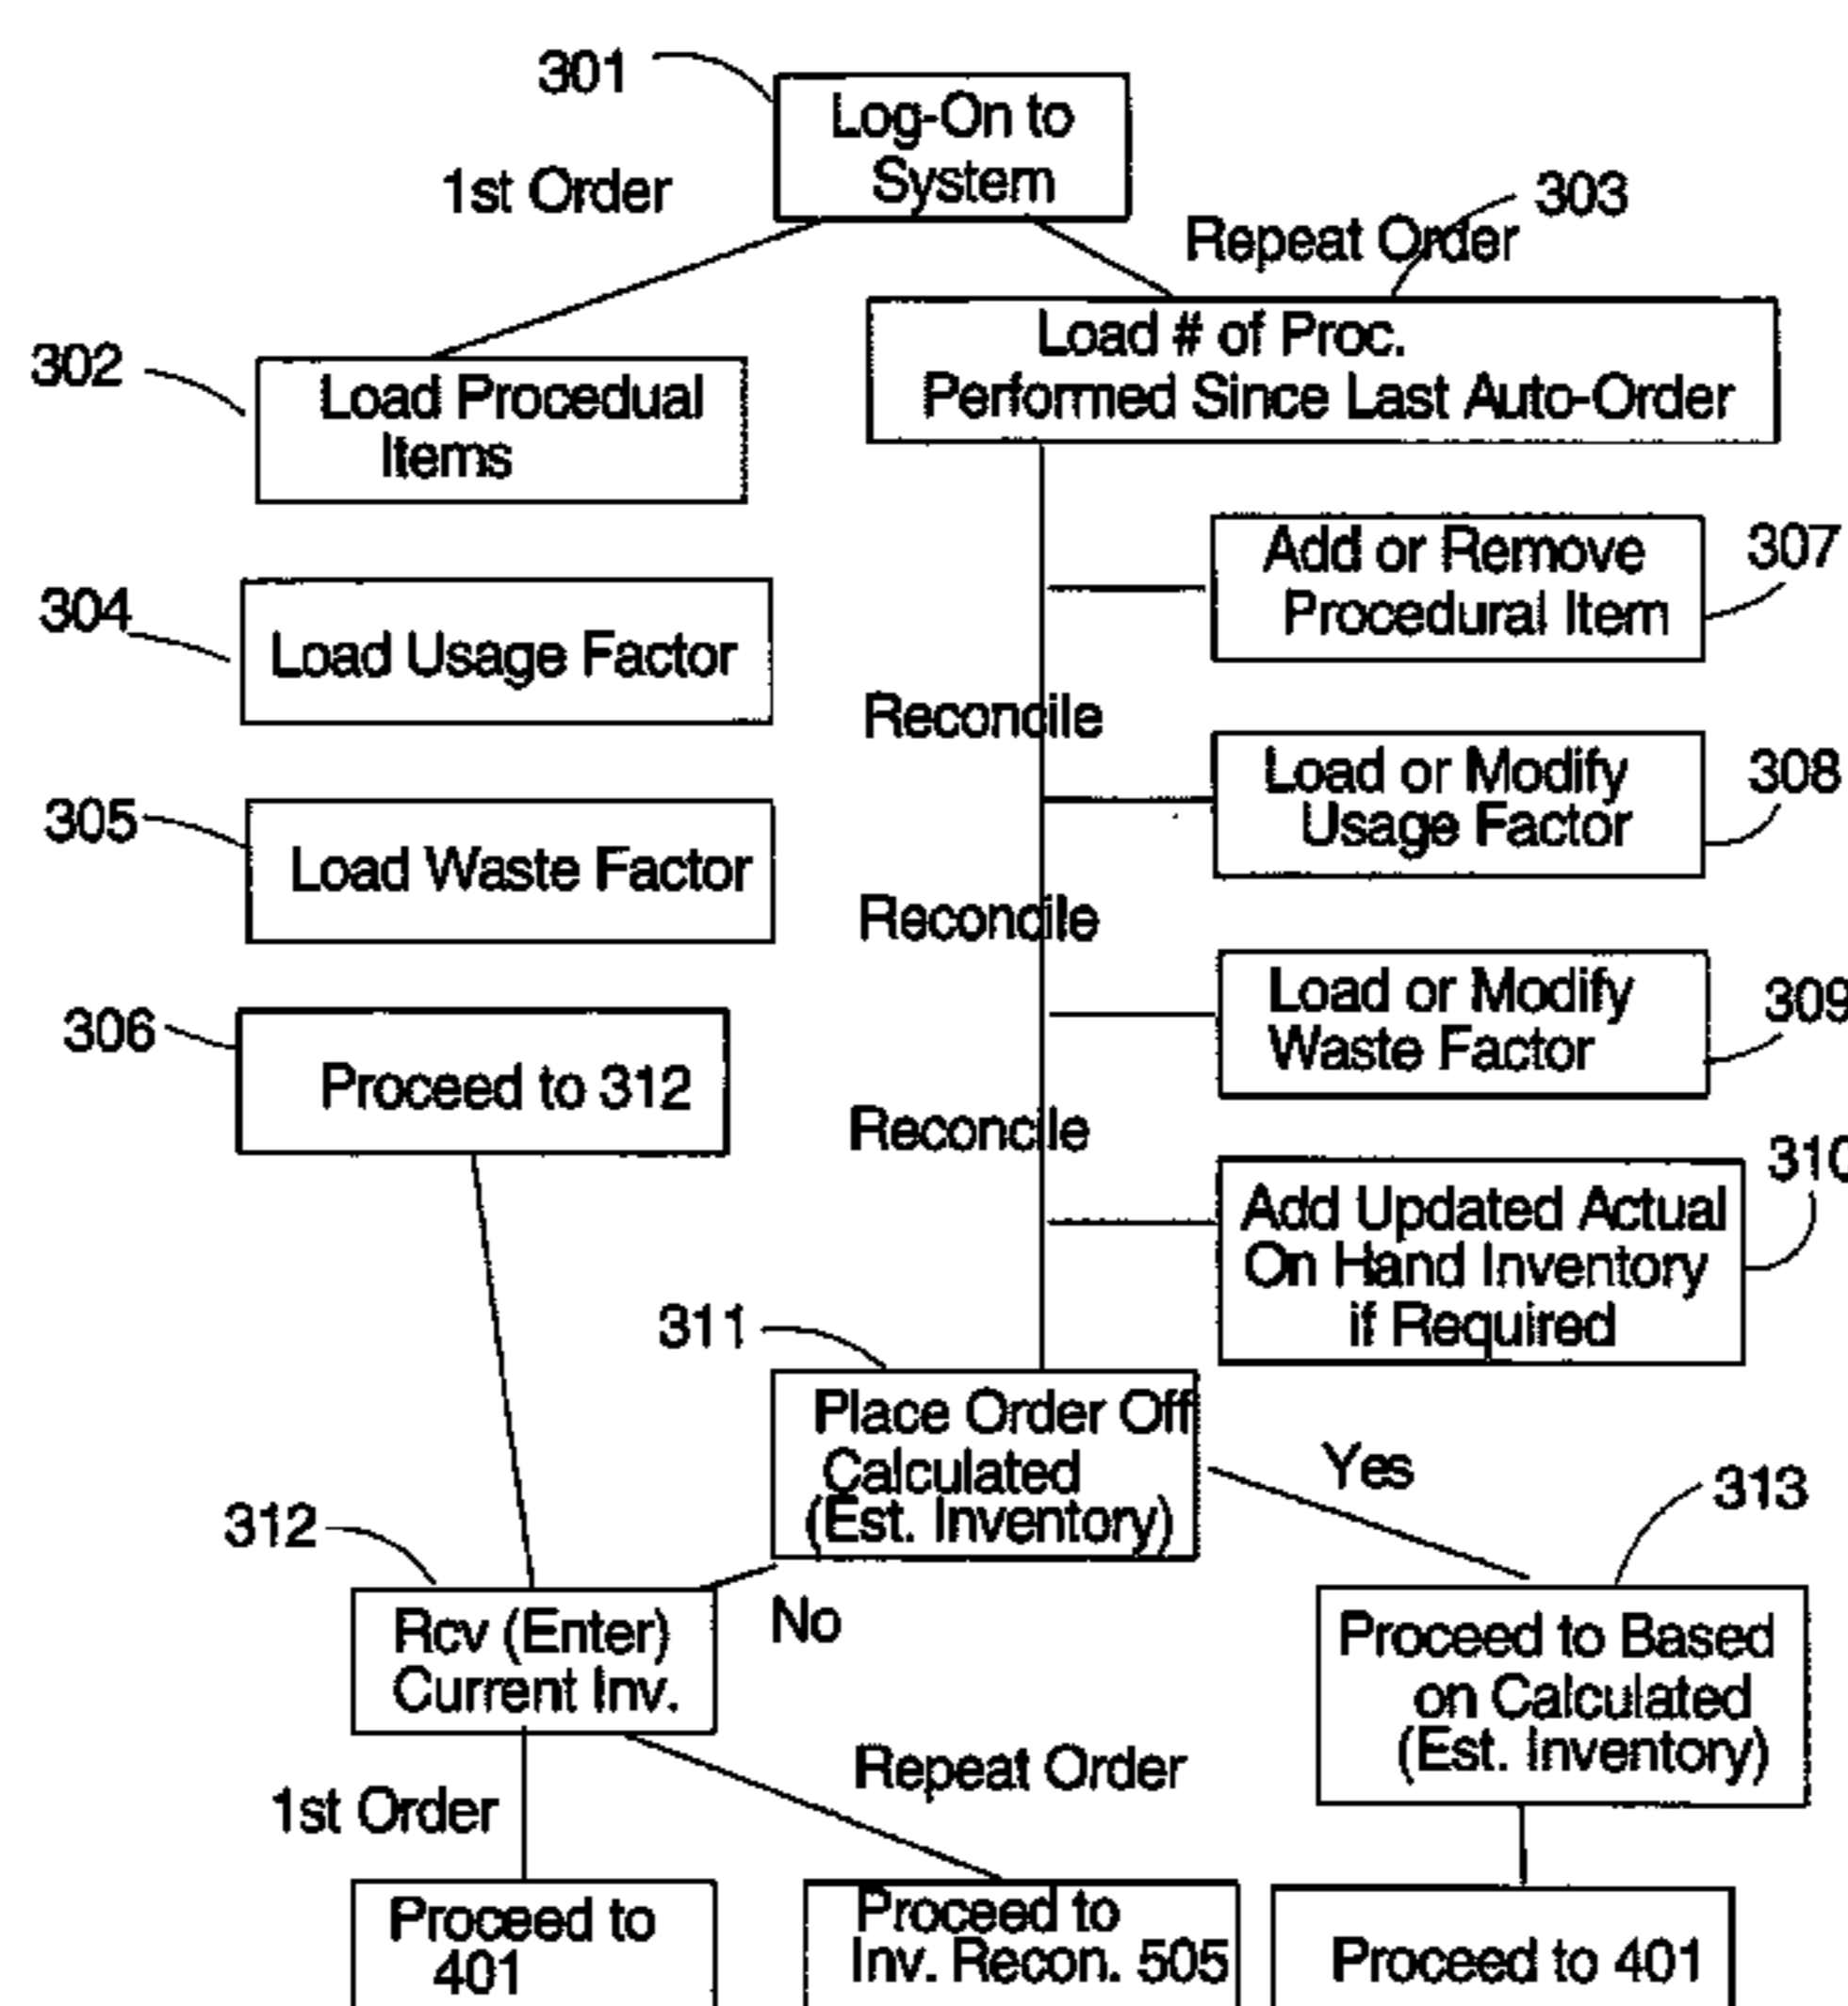 301
Log-On to
System
1st Order
303
Repeat Order
302
Load Procedual
Items
Load # of Proc.
Performed Since Last Auto-Order
307
Add or Remove
Procedural Item
304
Load Usage Factor
Reconcile
308
Load or Modify
Usage Factor
305
Load Waste Factor
Reconcile
309
Load or Modify
Waste Factor
306
Proceed to 312
Reconcile
310
Add Updated Actual
On Hand Inventory
if Required
311
Place Order Off
Calculated
(Est. Inventory)
Yes
313
312
Rcv (Enter)
Current Inv.
No
Proceed to Based
on Calculated
(Est. Inventory)
1st Order
Repeat Order
Proceed to
401
Proceed to
Inv. Recon. 505
Proceed to 401